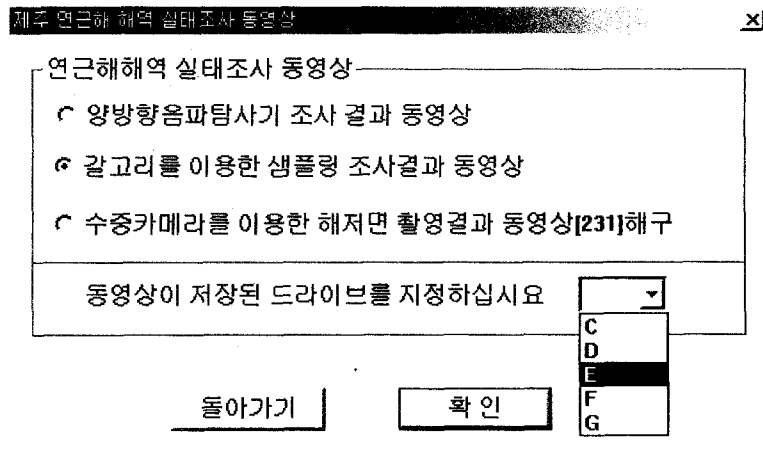 제주 연근해 해역 실태조사 동영상
연근해해역 실태조사 동영상
양방향음파탐사기 조사 결과 동영상
갈고리를 이용한 샘플링 조사결과 동영상
수중카메라를 이용한 해저면 촬영결과 동영상[231]해구
동영상이 저장된 드라이브를 지정하십시요
C
D
E
F
G
돌아가기 확 인